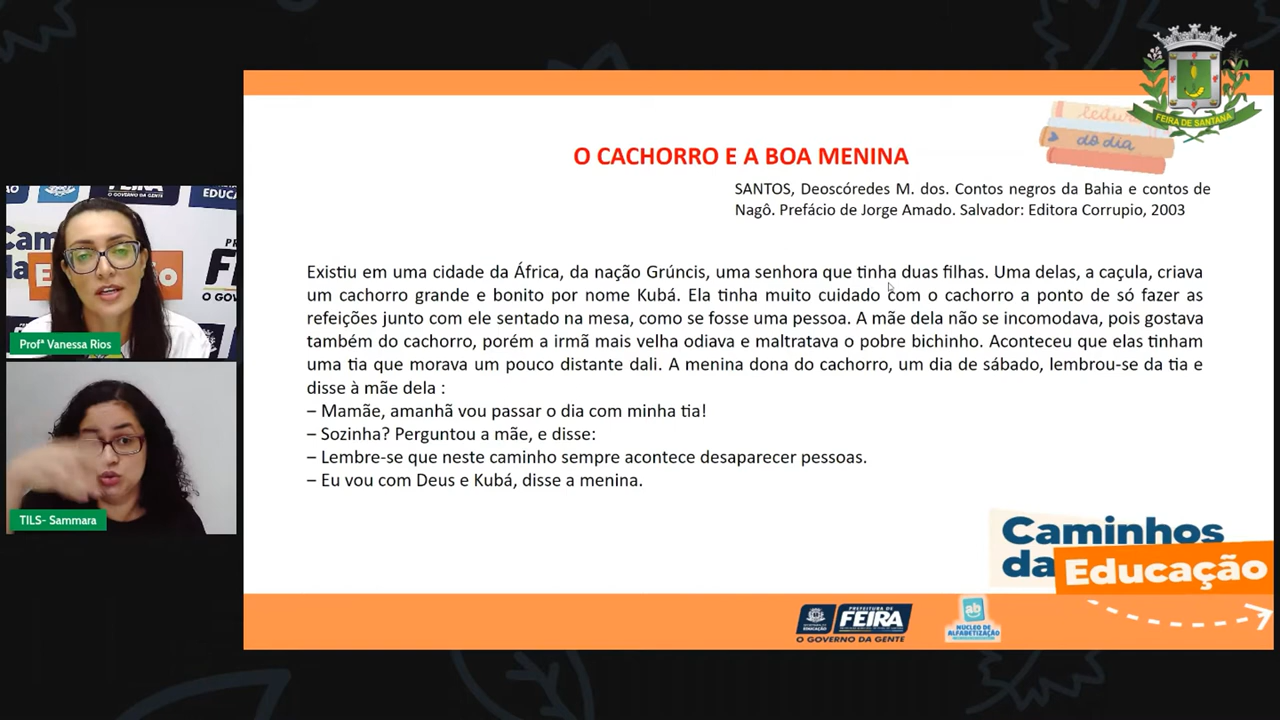 FEIRA DE SANTANA
leitura
do dia
O CACHORRO E A BOA MENINA
SANTOS, Deoscóredes M. dos. Contos negros da Bahia e contos de
Nagô. Prefácio de Jorge Amado. Salvador: Editora Corrupio, 2003
Existiu em uma cidade da África, da nação Grúncis, uma senhora que tinha duas filhas. Uma delas, a caçula, criava
um cachorro grande e bonito por nome Kubá. Ela tinha muito cuidado com o cachorro a ponto de só fazer as
refeições junto com ele sentado na mesa, como se fosse uma pessoa. A mãe dela não se incomodava, pois gostava
também do cachorro, porém a irmã mais velha odiava e maltratava o pobre bichinho. Aconteceu que elas tinham
uma tia que morava um pouco distante dali. A menina dona do cachorro, um dia de sábado, lembrou-se da tia e
disse à mãe dela :
– Mamãe, amanhã vou passar o dia com minha tia!
– Sozinha? Perguntou a mãe, e disse:
– Lembre-se que neste caminho sempre acontece desaparecer pessoas.
– Eu vou com Deus e Kubá, disse a menina.
FEIRA
O GOVERNO DA GENTE
Profª Vanessa Rios
TILS- Sammara
Caminhos
da Educação
PREFEITURA DE
FEIRA
O GOVERNO DA GENTE
ab
NÚCLEO DE
ALFABETIZAÇÃO